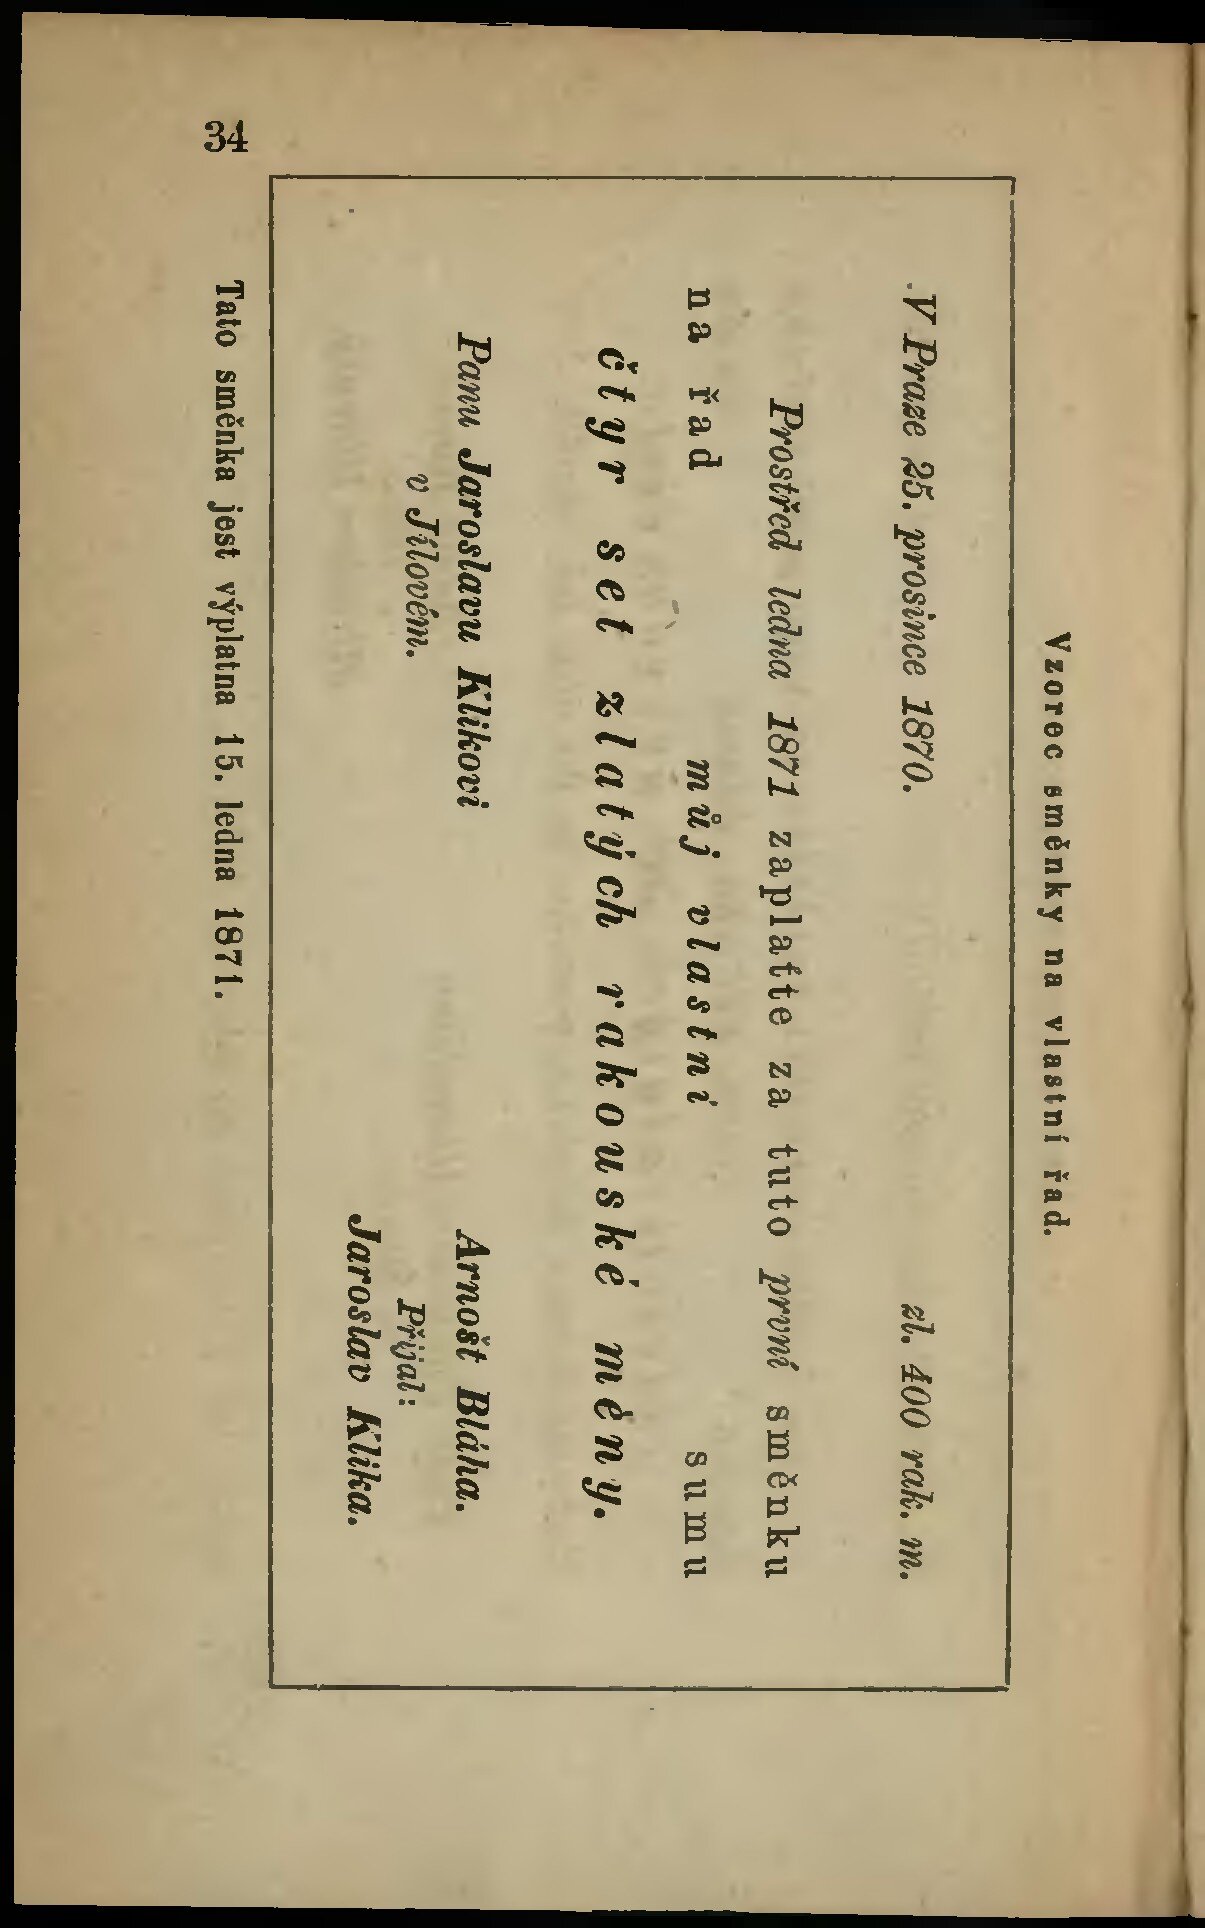 34
Vzorec směnky na vlastní řad.
V Praze 25. prosince 1870. zl. 400 rak. m.
Prostřed ledna 1871 zaplaťte za tuto první směnku
na řad můj vlastní sumu
čtyr set zlatých rakouské měny.
Panu Jaroslavu Klikovi Arnošt Bláha.
v Jílovém. Přijal:
Jaroslav Klika.
Tato směnka jest výplatna 15. ledna 1871.